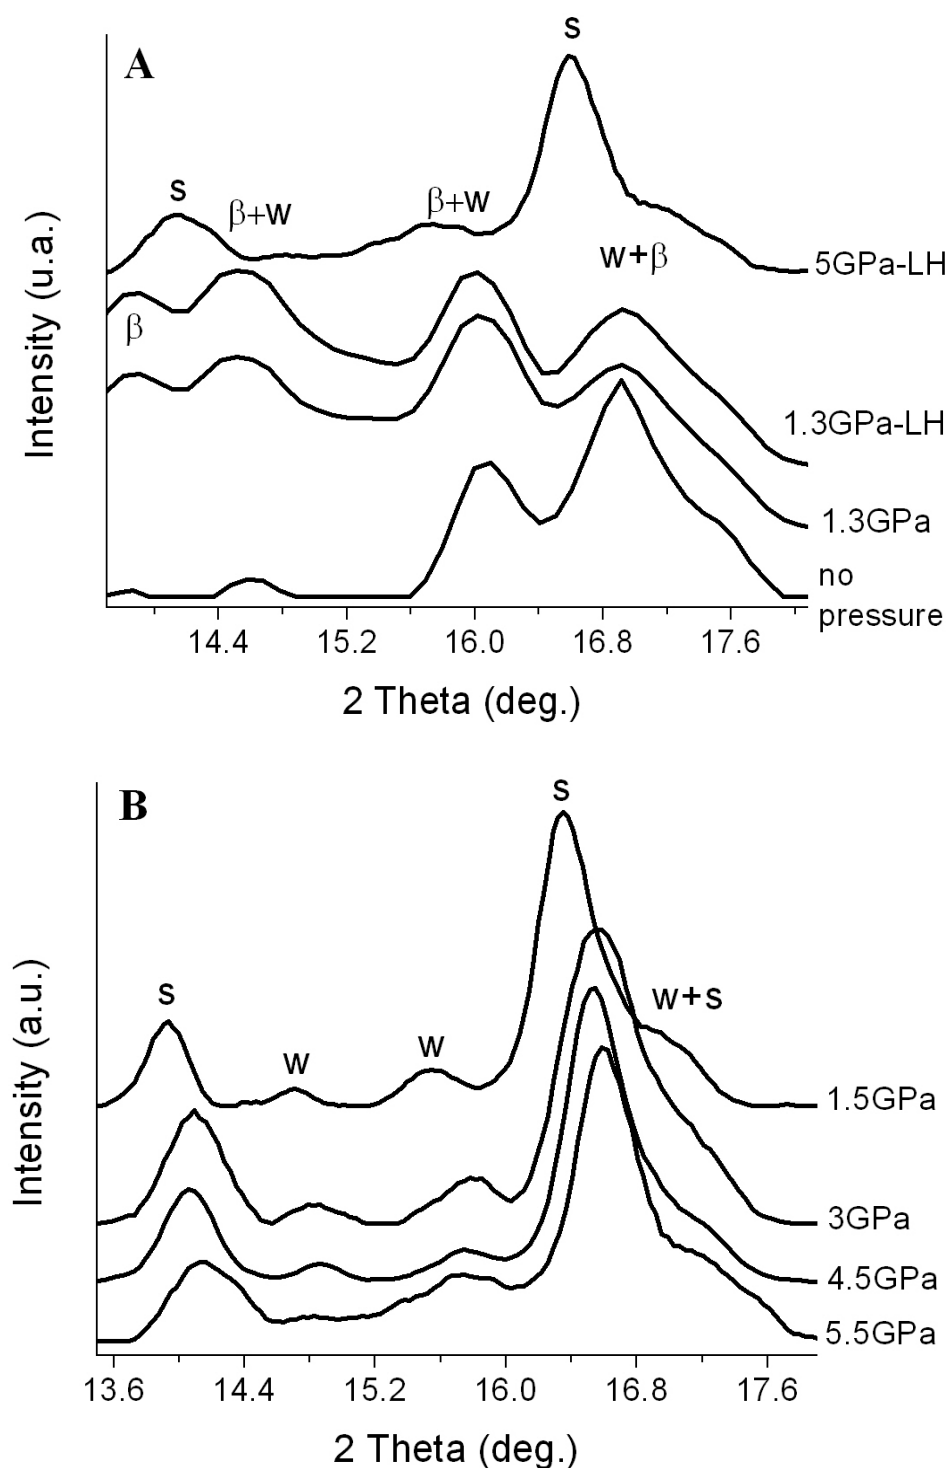 A
s
s
β+w
β+w
w+β
5GPa-LH
β
1.3GPa-LH
1.3GPa
no
pressure
Intensity (u.a.)
14.4 15.2 16.0 16.8 17.6
2 Theta (deg.)
B
s
s
w
w
w+s
1.5GPa
3GPa
4.5GPa
5.5GPa
Intensity (a.u.)
13.6 14.4 15.2 16.0 16.8 17.6
2 Theta (deg.)